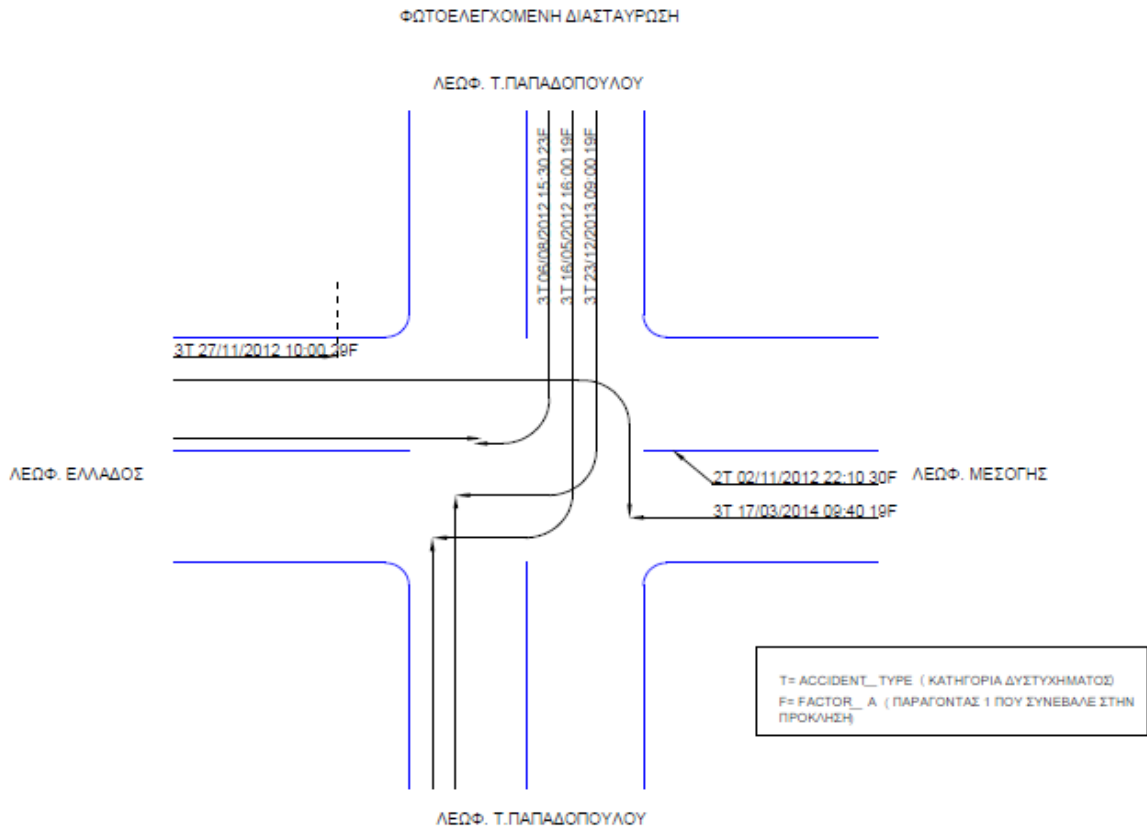 ΦΩΤΟΕΛΕΓΧΟΜΕΝΗ ΔΙΑΣΤΑΥΡΩΣΗ
ΛΕΩΦ. Τ.ΠΑΠΑΔΟΠΟΥΛΟΥ
3T 06/08/2012 15:30 23F
3T 16/05/2012 16:00 19F
3T 23/12/2013 09:00 19F
3T 27/11/2012 10:00 29F
ΛΕΩΦ. ΕΛΛΑΔΟΣ
2T 02/11/2012 22:10 30F
ΛΕΩΦ. ΜΕΣΟΓΗΣ
3T 17/03/2014 09:40 19F
T= ACCIDENT_TYPE ( ΚΑΤΗΓΟΡΙΑ ΔΥΣΤΥΧΗΜΑΤΟΣ)
F= FACTOR_ A ( ΠΑΡΑΓΟΝΤΑΣ 1 ΠΟΥ ΣΥΝΕΒΑΛΕ ΣΤΗΝ
ΠΡΟΚΛΗΣΗ)
ΛΕΩΦ. Τ.ΠΑΠΑΔΟΠΟΥΛΟΥ